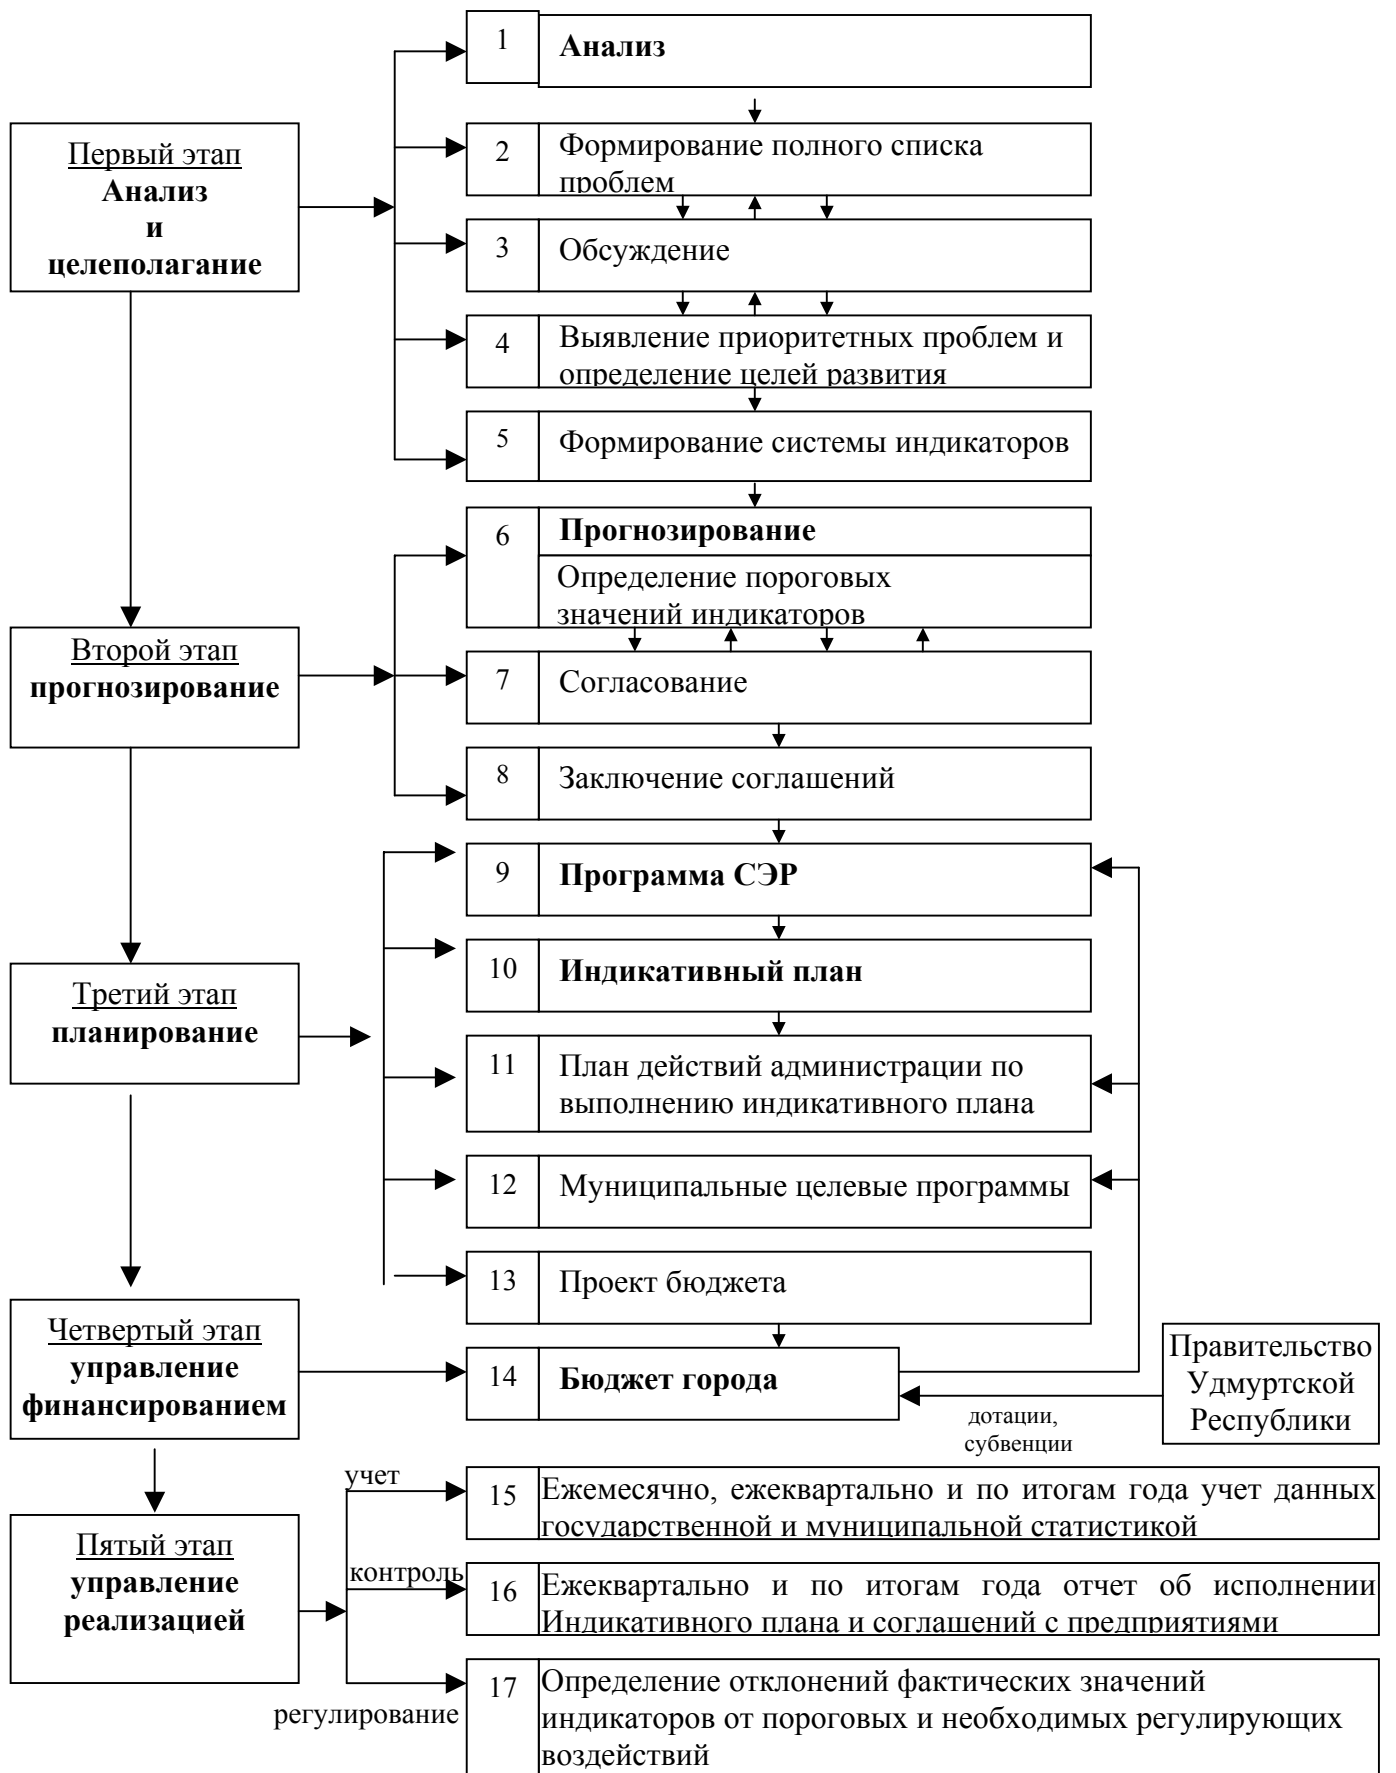 1
Анализ
Первый этап
Анализ
и
целеполагание
2
Формирование полного списка
проблем
3
Обсуждение
4
Выявление приоритетных проблем и
определение целей развития
5
Формирование системы индикаторов
Второй этап
прогнозирование
6
Прогнозирование
Определение пороговых
значений индикаторов
7
Согласование
8
Заключение соглашений
Третий этап
планирование
9
Программа СЭР
10
Индикативный план
11
План действий администрации по
выполнению индикативного плана
12
Муниципальные целевые программы
13
Проект бюджета
Четвертый этап
управление
финансированием
14
Бюджет города
Правительство
Удмуртской
Республики
дотации,
субвенции
Пятый этап
управление
реализацией
учет
15
Ежемесячно, ежеквартально и по итогам года учет данных
государственной и муниципальной статистикой
контроль
16
Ежеквартально и по итогам года отчет об исполнении
Индикативного плана и соглашений с предприятиями
регулирование
17
Определение отклонений фактических значений
индикаторов от пороговых и необходимых регулирующих
воздействий